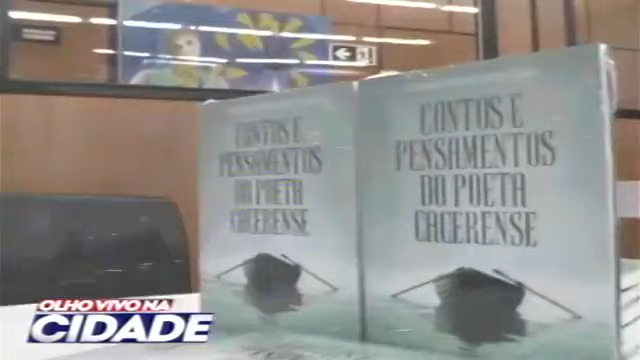 CONTOS E
PENSAMENTOS
DO POETA
CACERENSE
CONTOS E
PENSAMENTOS
DO POETA
CACERENSE
OLHO VIVO NA
CIDADE